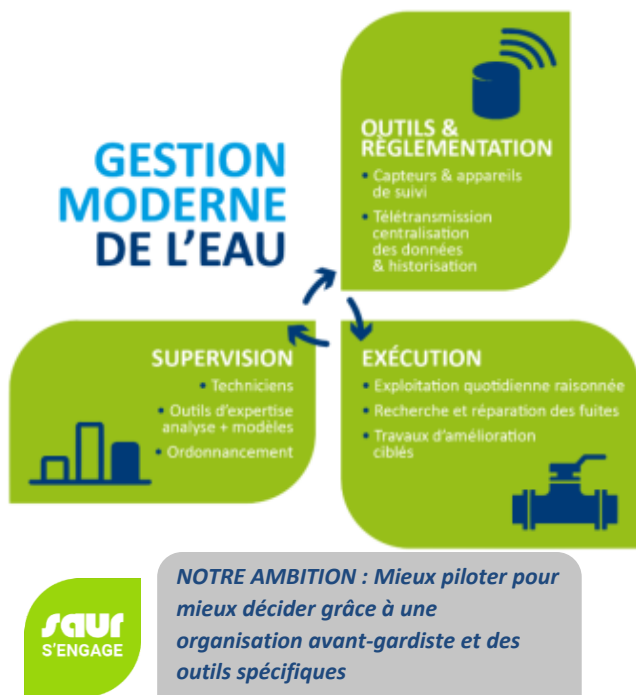 GESTION
MODERNE
DE L'EAU
OUTILS &
RÈGLEMENTATION
• Capteurs & appareils
de suivi
• Télétransmission
centralisation
des données
& historisation
SUPERVISION
• Techniciens
• Outils d'expertise
analyse + modèles
• Ordonnancement
EXÉCUTION
• Exploitation quotidienne raisonnée
• Recherche et réparation des fuites
• Travaux d'amélioration
ciblés
saur
S'ENGAGE
NOTRE AMBITION : Mieux piloter pour
mieux décider grâce à une
organisation avant-gardiste et des
outils spécifiques